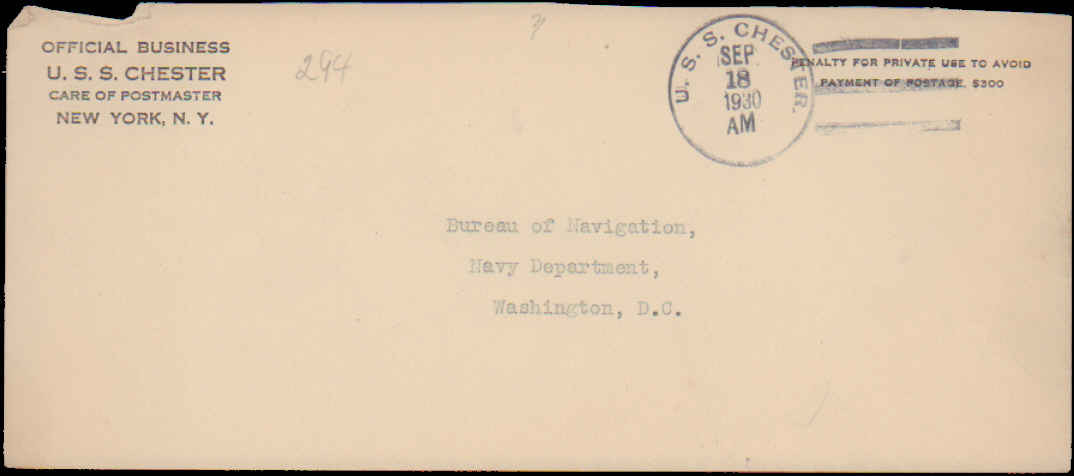 OFFICIAL BUSINESS
U. S. S. CHESTER
CARE OF POSTMASTER
NEW YORK, N. Y.
294
U. S. S. CHESTER.
SEP
18
1930
AM
PENALTY FOR PRIVATE USE TO AVOID
PAYMENT OF POSTAGE, $300
Bureau of Navigation,
Navy Department,
Washington, D.C.